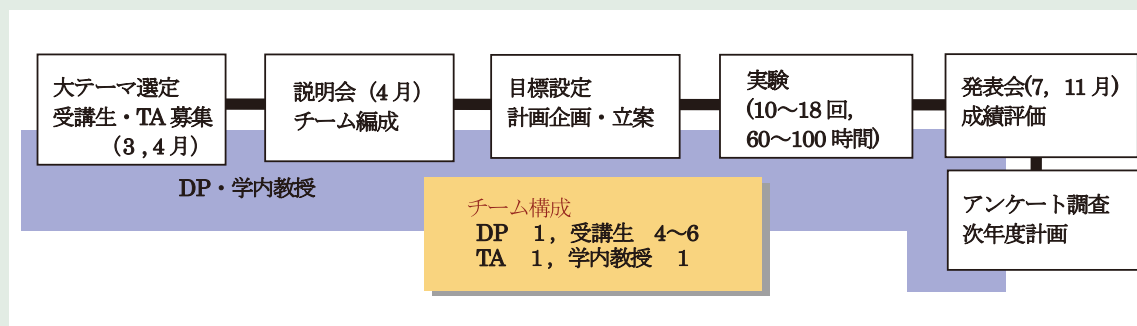 大テーマ選定
受講生・TA 募集
（3 , 4 月）
説明会（4 月）
チーム編成
目標設定
計画企画・立案
実験
(10〜18 回,
60〜100 時間)
発表会(7, 11 月)
成績評価
アンケート調査
次年度計画
DP・学内教授
チーム構成
DP 1, 受講生 4〜6
TA 1, 学内教授 1